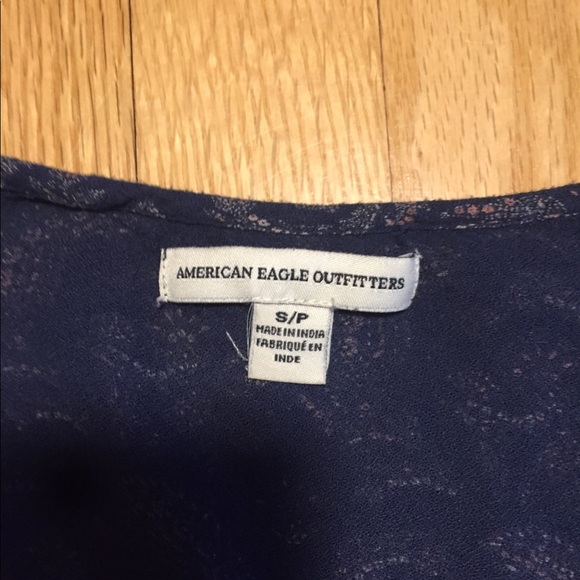 AMERICAN EAGLE OUTFITTERS
S/P
MADE IN INDIA
FABRIQUÉ EN
INDE